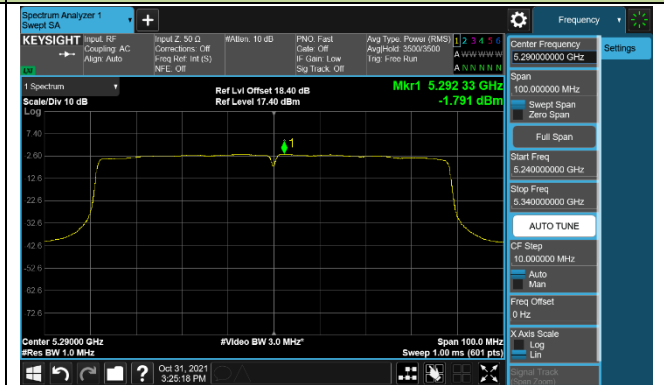 Spectrum Analyzer 1
Swept SA
+
Frequency
KEYSIGHT
Input: RF
Coupling: AC
Align: Auto
Input Z: 50 Ω
Corrections: Off
Freq Ref: Int (S)
NFE: Off
#Atten: 10 dB
PNO: Fast
Gate: Off
IF Gain: Low
Sig Track: Off
Avg Type: Power (RMS)
Avg|Hold: 3500/3500
Trig: Free Run
1 2 3 4 5 6
A W W W W W
A N N N N N
LNI
1 Spectrum
Scale/Div 10 dB
Log
Ref Lvl Offset 18.40 dB
Ref Level 17.40 dBm
Mkr1 5.292 33 GHz
-1.791 dBm
1
7.40
2.60
12.6
22.6
32.6
42.6
-52.6
62.6
72.6
Center 5.29000 GHz
#Res BW 1.0 MHz
#Video BW 3.0 MHz*
Span 100.0 MHz
Sweep 1.00 ms (601 pts)
Center Frequency
5.290000000 GHz
Span
100.000000 MHz
Swept Span
Zero Span
Full Span
Start Freq
5.240000000 GHz
Stop Freq
5.340000000 GHz
AUTO TUNE
CF Step
10.000000 MHz
Auto
Man
Freq Offset
0 Hz
X Axis Scale
Log
Lin
Signal Track
(Span Zoom)
Settings
?
Oct 31, 2021
3:25:18 PM